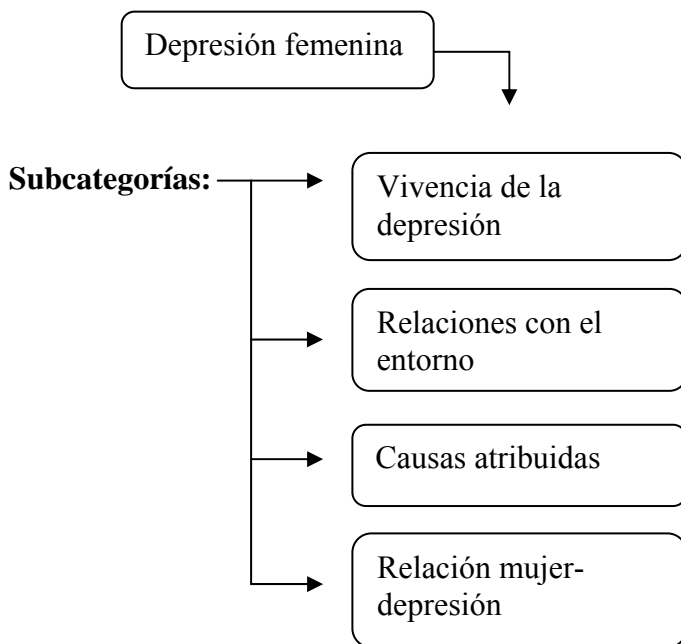 Depresión femenina
Subcategorías:
Vivencia de la
depresión
Relaciones con el
entorno
Causas atribuidas
Relación mujer-
depresión